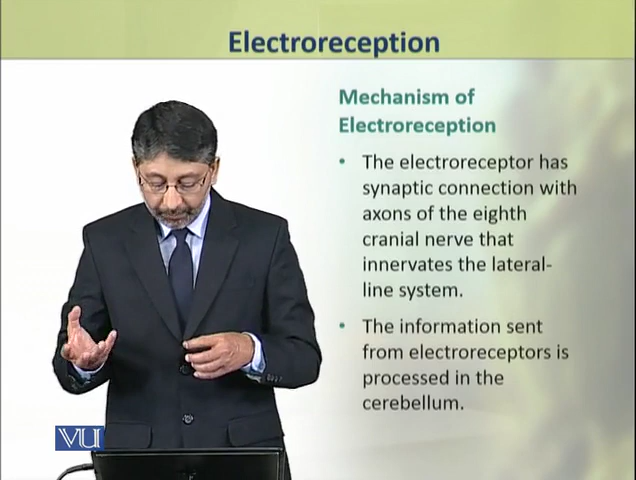 Electroreception
Mechanism of
Electroreception
• The electroreceptor has
synaptic connection with
axons of the eighth
cranial nerve that
innervates the lateral-
line system.
• The information sent
from electroreceptors is
processed in the
cerebellum.
VU